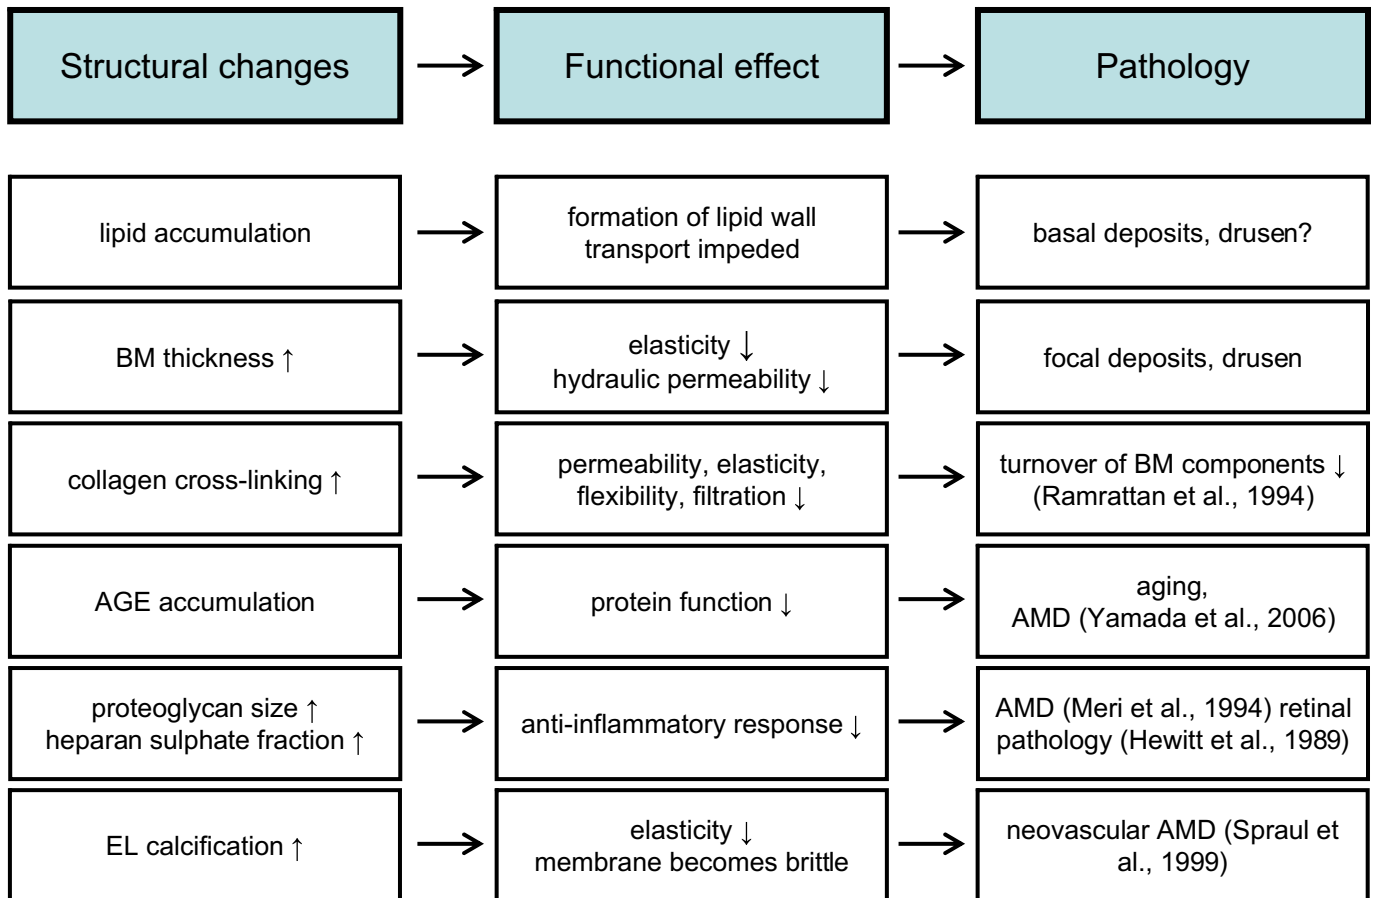 Structural changes
Functional effect
Pathology
lipid accumulation
formation of lipid wall
transport impeded
basal deposits, drusen?
BM thickness ↑
elasticity ↓
hydraulic permeability ↓
focal deposits, drusen
collagen cross-linking ↑
permeability, elasticity,
flexibility, filtration ↓
turnover of BM components ↓
(Ramrattan et al., 1994)
AGE accumulation
protein function ↓
aging,
AMD (Yamada et al., 2006)
proteoglycan size ↑
heparan sulphate fraction ↑
anti-inflammatory response ↓
AMD (Meri et al., 1994) retinal
pathology (Hewitt et al., 1989)
EL calcification ↑
elasticity ↓
membrane becomes brittle
neovascular AMD (Spraul et
al., 1999)